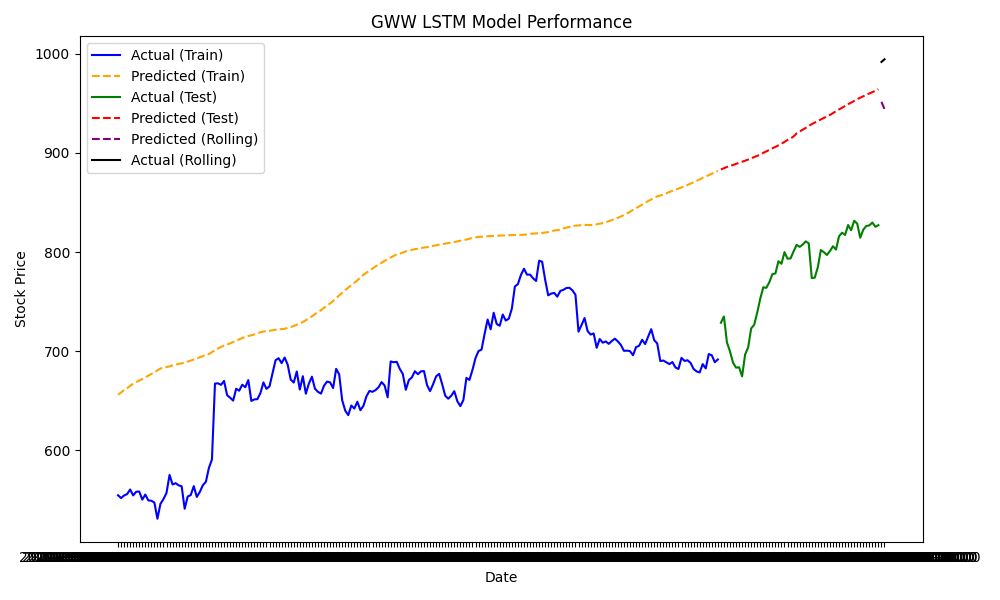 GWW LSTM Model Performance
Actual (Train)
Predicted (Train)
Actual (Test)
Predicted (Test)
Predicted (Rolling)
Actual (Rolling)
1000
900
800
700
600
Stock Price
Date